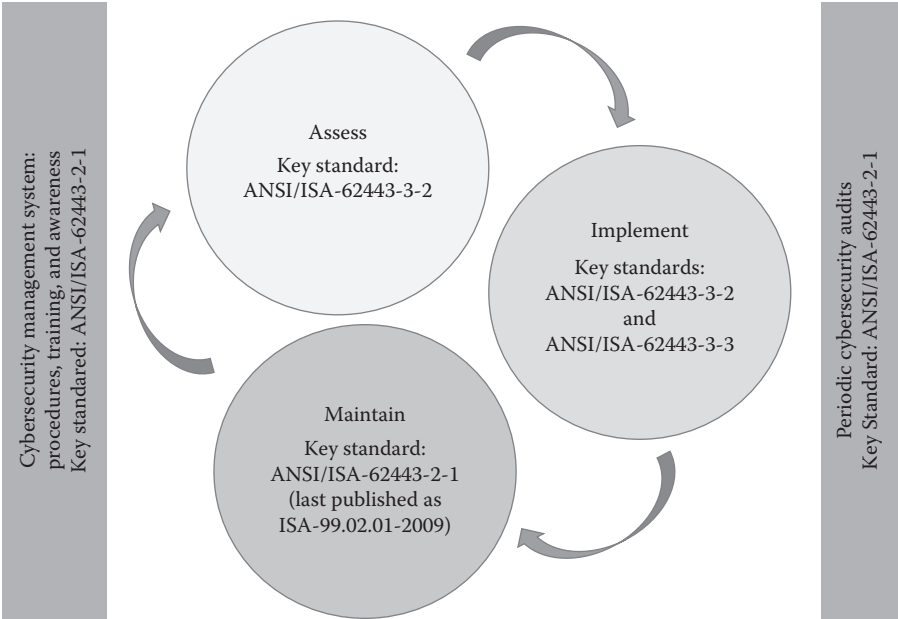 Cybersecurity management system:
procedures, training, and awareness
Key standared: ANSI/ISA-62443-2-1
Assess
Key standard:
ANSI/ISA-62443-3-2
Implement
Key standards:
ANSI/ISA-62443-3-2
and
ANSI/ISA-62443-3-3
Maintain
Key standard:
ANSI/ISA-62443-2-1
(last published as
ISA-99.02.01-2009)
Periodic cybersecurity audits
Key Standard: ANSI/ISA-62443-2-1